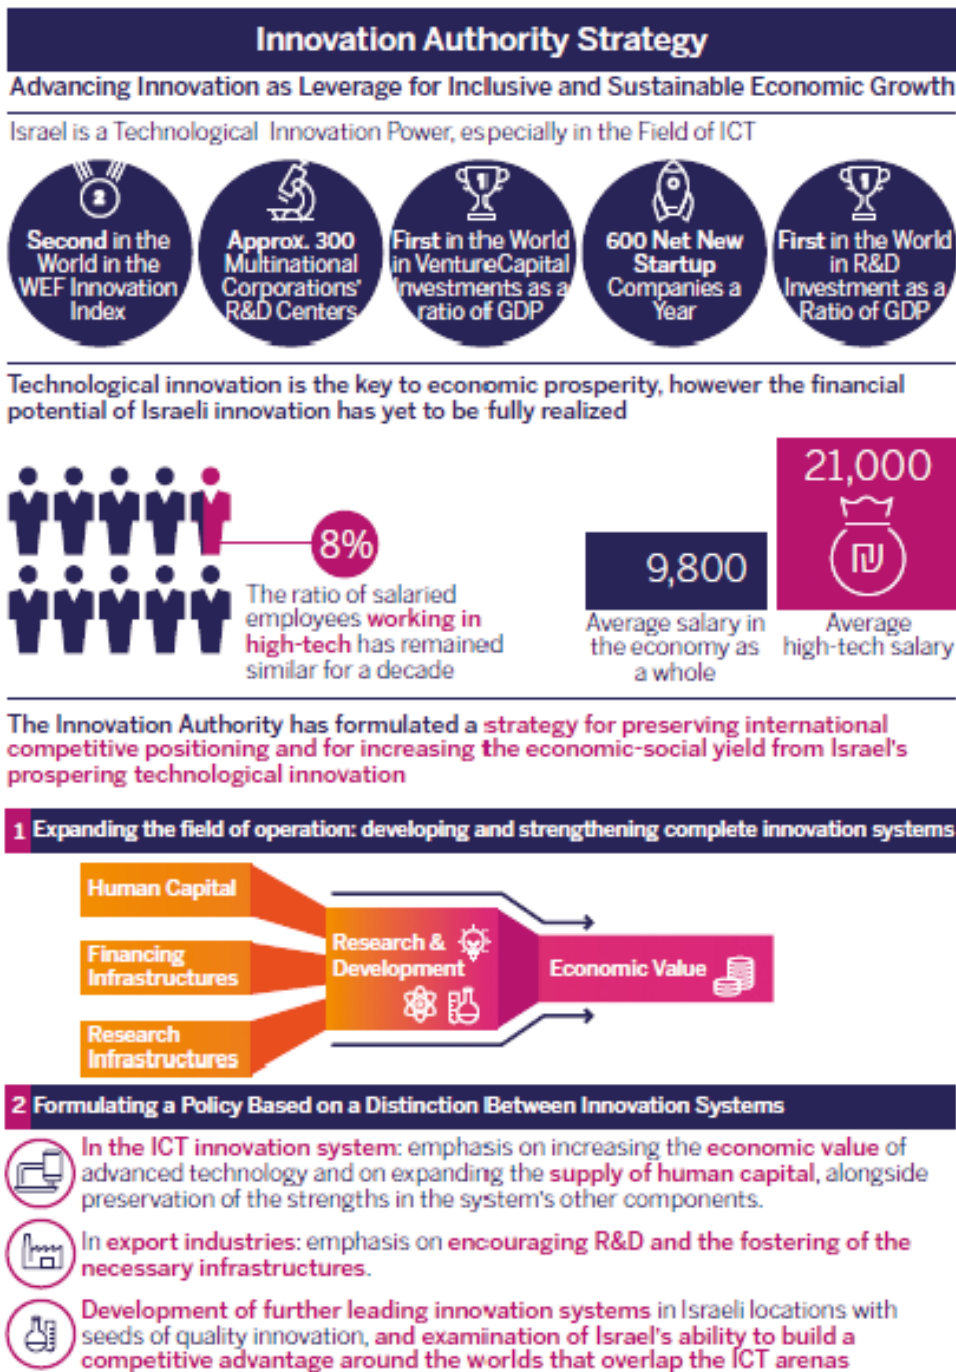 Innovation Authority Strategy
Advancing Innovation as Leverage for Inclusive and Sustainable Economic Growth
Israel is a Technological Innovation Power, especially in the Field of ICT
2
Second in the
World in the
WEF Innovation
Index
Approx. 300
Multinational
Corporations'
R&D Centers
1
First in the World
in VentureCapital
Investments as a
ratio of GDP
600 Net New
Startup
Companies a
Year
1
First in the World
in R&D
Investment as a
Ratio of GDP
Technological innovation is the key to economic prosperity, however the financial
potential of Israeli innovation has yet to be fully realized
8%
The ratio of salaried
employees working in
high-tech has remained
similar for a decade
9,800
Average salary in
the economy as
a whole
21,000
₪
Average
high-tech salary
The Innovation Authority has formulated a strategy for preserving international
competitive positioning and for increasing the economic-social yield from Israel's
prospering technological innovation
1 Expanding the field of operation: developing and strengthening complete innovation systems
Human Capital
Financing
Infrastructures
Research
Infrastructures
Research &
Development
Economic Value
2 Formulating a Policy Based on a Distinction Between Innovation Systems
In the ICT innovation system: emphasis on increasing the economic value of
advanced technology and on expanding the supply of human capital, alongside
preservation of the strengths in the system's other components.
In export industries: emphasis on encouraging R&D and the fostering of the
necessary infrastructures.
Development of further leading innovation systems in Israeli locations with
seeds of quality innovation, and examination of Israel's ability to build a
competitive advantage around the worlds that overlap the ICT arenas